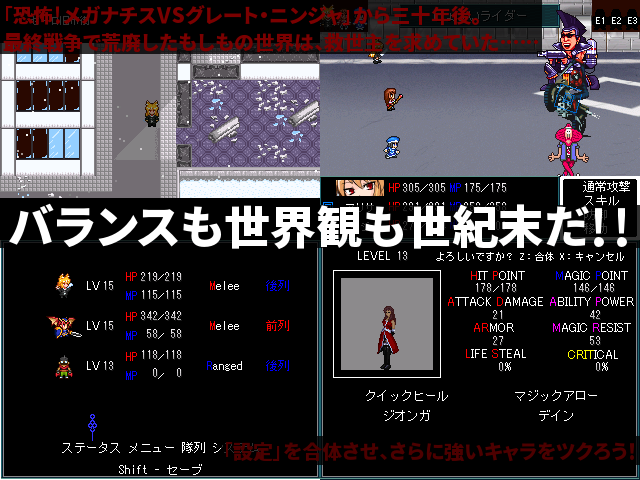 「恐怖！メガナチスVSグレート・ニンジャ」から三十年後。
最終戦争で荒廃したもしもの世界は、救世主を求めていた……
ライダー
E1 E2 E3
HP 305/305 MP 175/175
通常攻撃
スキル
バランスも世界観も世紀末だ!!
LEVEL 13 よろしいですか? Z：合体 X：キャンセル
LV 15 HP 219/219 MP 115/115 Melee 後列
LV 15 HP 342/342 MP 58/ 58 Melee 前列
LV 13 HP 118/118 MP 0/ 0 Ranged 後列
HIT POINT MAGIC POINT
178/178 146/146
ATTACK DAMAGE ABILITY POWER
21 42
ARMOR MAGIC RESIST
27 53
LIFE STEAL CRITICAL
0% 0%
クイックヒール マジックアロー
ジオンガ デイン
ステータス メニュー 隊列
Shift - セーブ
「設定」を合体させ、さらに強いキャラをツクろう!